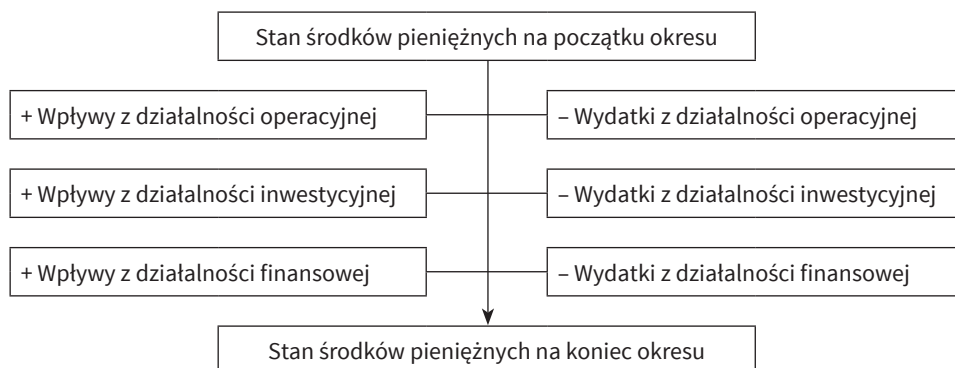 Stan środków pieniężnych na początku okresu
+ Wpływy z działalności operacyjnej
– Wydatki z działalności operacyjnej
+ Wpływy z działalności inwestycyjnej
– Wydatki z działalności inwestycyjnej
+ Wpływy z działalności finansowej
– Wydatki z działalności finansowej
Stan środków pieniężnych na koniec okresu